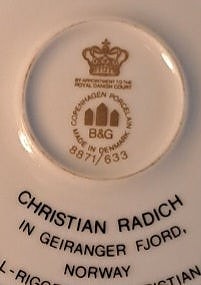 BY APPOINTMENT TO THE
ROYAL DANISH COURT
COPENHAGEN PORCELAIN
B&G
MADE IN DENMARK
8871/633
CHRISTIAN RADICH
IN GEIRANGER FJORD,
NORWAY